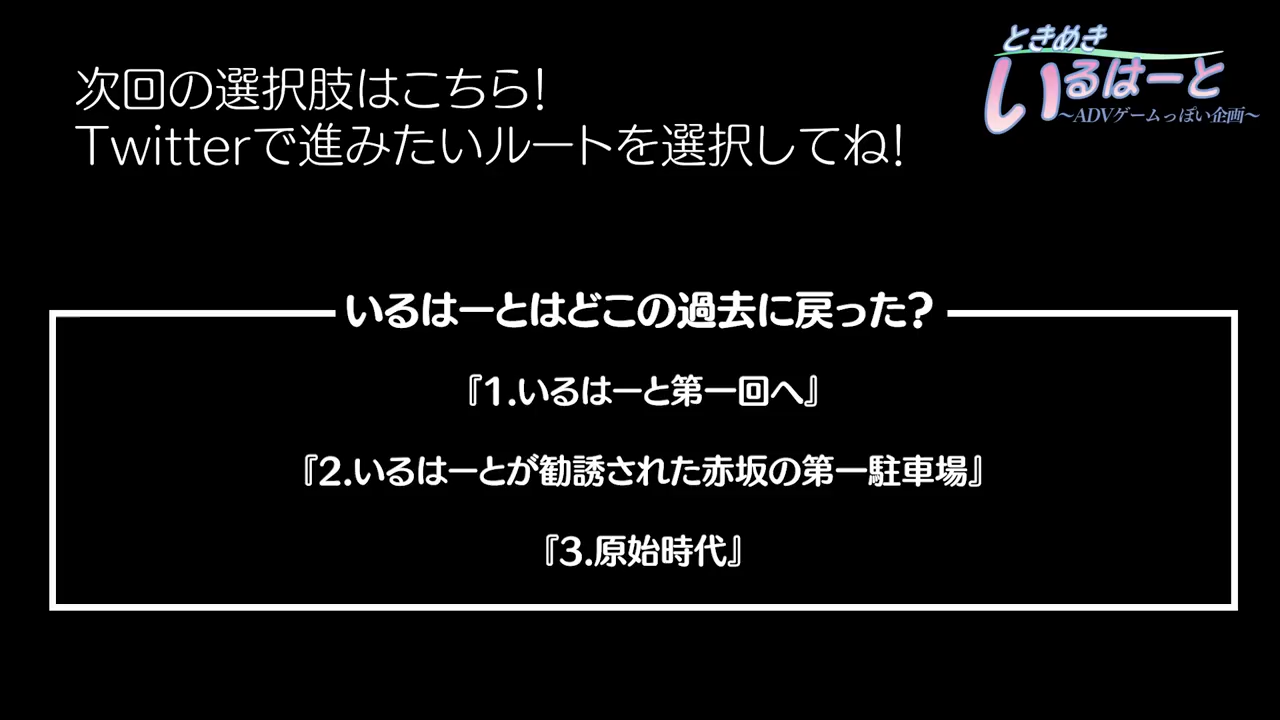 ときめき
いるはーと
～ADVゲームっぽい企画～
次回の選択肢はこちら!
Twitterで進みたいルートを選択してね!
いるはーとはどこの過去に戻った?
『1.いるはーと第一回へ』
『2.いるはーとが勧誘された赤坂の第一駐車場』
『3.原始時代』